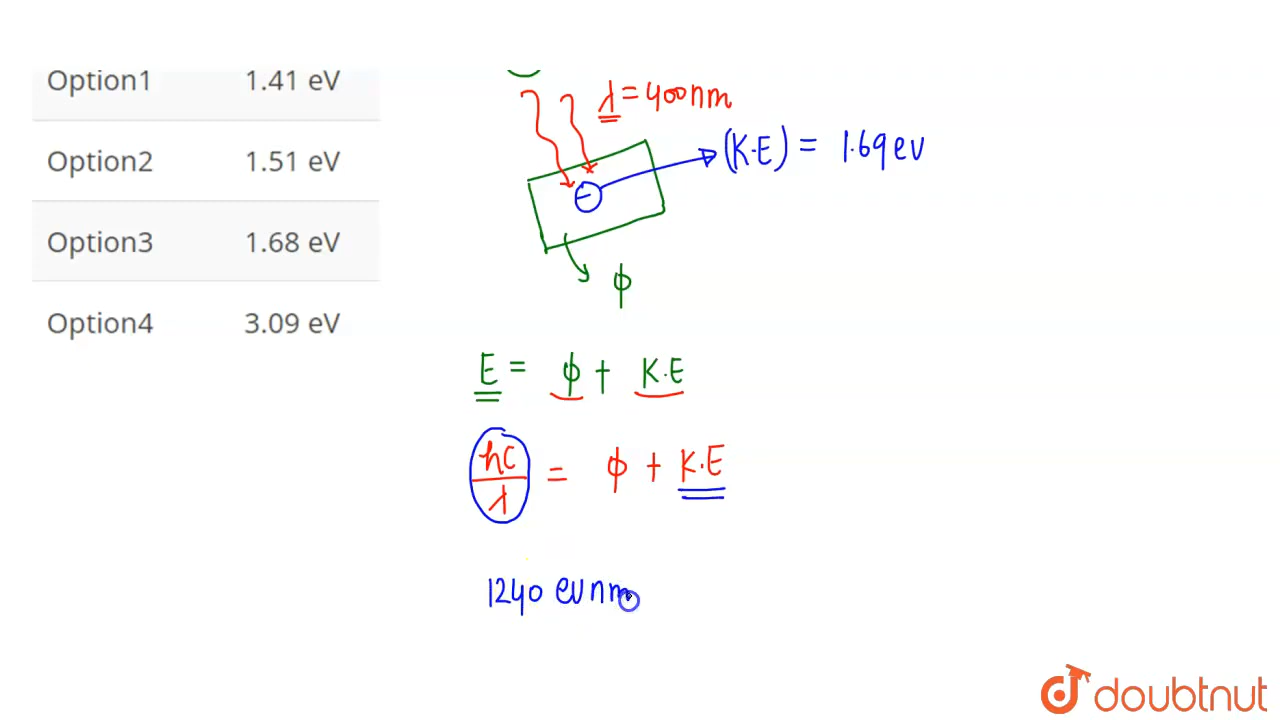 Option1 1.41 eV
Option2 1.51 eV
Option3 1.68 eV
Option4 3.09 eV
λ = 400nm
(K.E) = 1.69 ev
ϕ
E = ϕ + K.E
hc/λ = ϕ + K.E
1240 evnm
doubtnut